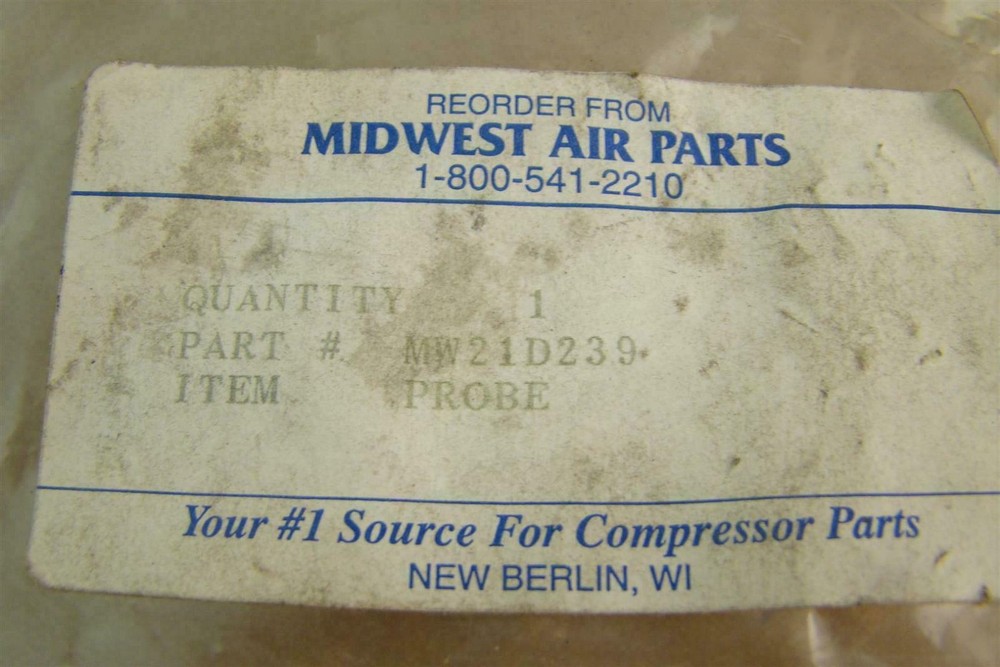 REORDER FROM
MIDWEST AIR PARTS
1-800-541-2210
QUANTITY 1
PART # MW21D239
ITEM PROBE
Your #1 Source For Compressor Parts
NEW BERLIN, WI